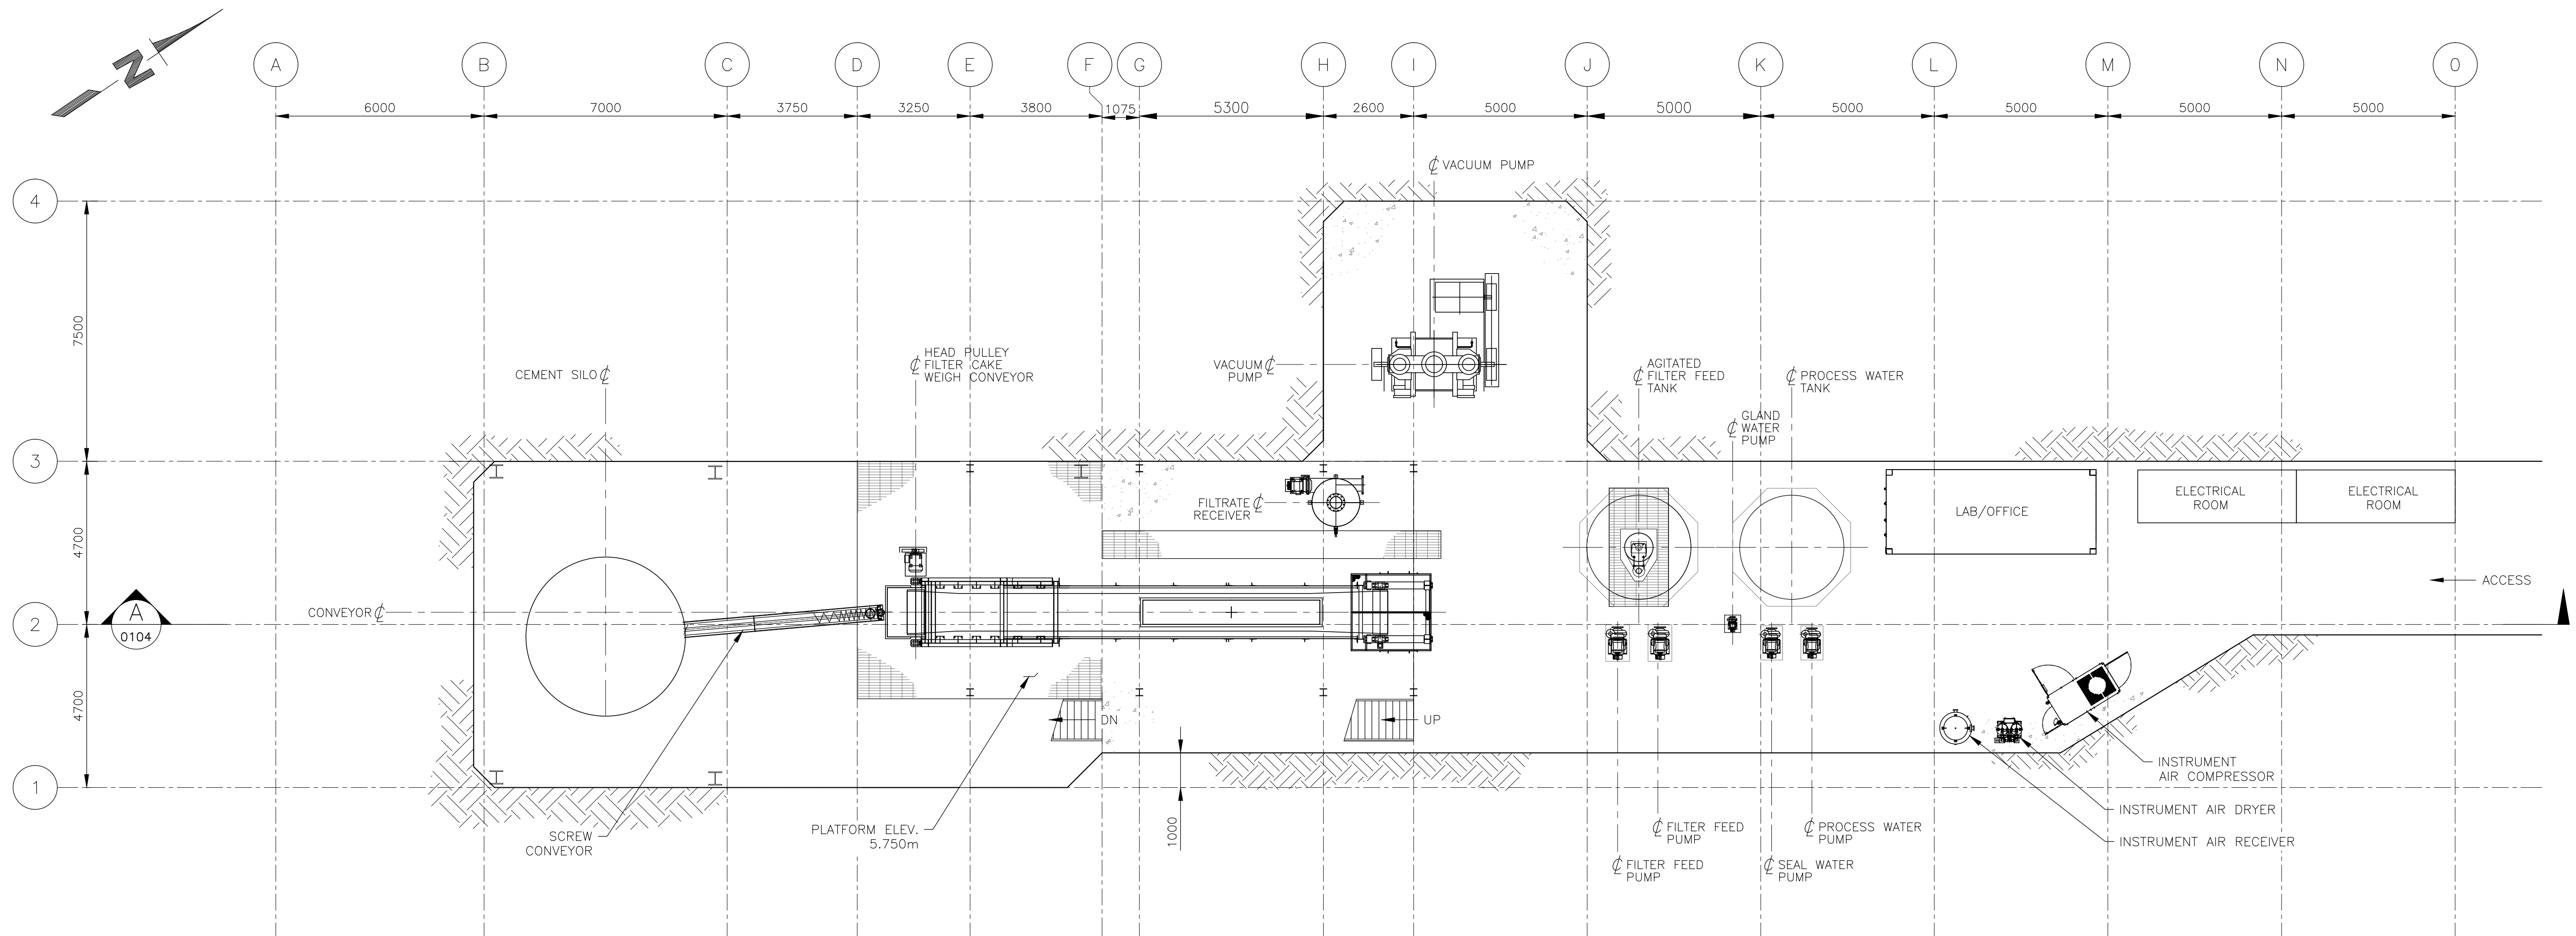 N
A
B
C
D
E
F
G
H
I
J
K
L
M
N
O
6000
7000
3750
3250
3800
1075
5300
2600
5000
5000
5000
5000
5000
5000
4
3
2
1
7500
4700
4700
1000
A
0104
℄ VACUUM PUMP
CEMENT SILO ℄
℄ HEAD PULLEY
FILTER CAKE
WEIGH CONVEYOR
VACUUM ℄
PUMP
℄ AGITATED
FILTER FEED
TANK
℄ PROCESS WATER
TANK
℄ GLAND
WATER
PUMP
FILTRATE ℄
RECEIVER
LAB/OFFICE
ELECTRICAL
ROOM
ELECTRICAL
ROOM
ACCESS
CONVEYOR ℄
DN
UP
SCREW
CONVEYOR
PLATFORM ELEV.
5.750m
℄ FILTER FEED
PUMP
℄ FILTER FEED
PUMP
℄ PROCESS WATER
PUMP
℄ SEAL WATER
PUMP
INSTRUMENT
AIR COMPRESSOR
INSTRUMENT AIR DRYER
INSTRUMENT AIR RECEIVER